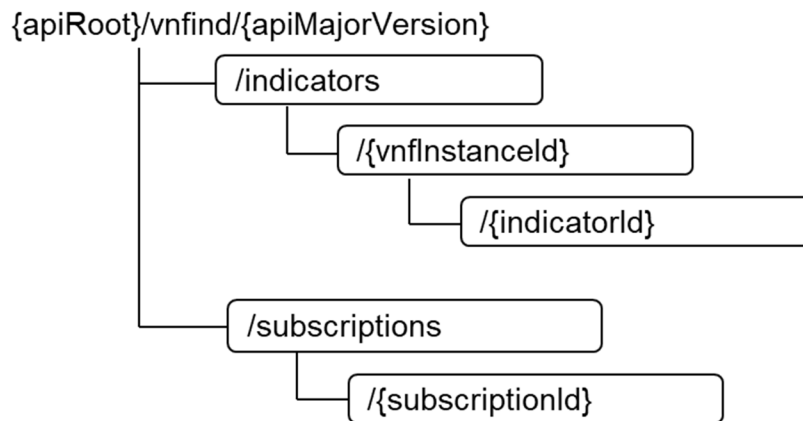 {apiRoot}/vnfind/{apiMajorVersion}
/indicators
/{vnfInstanceId}
/{indicatorId}
/subscriptions
/{subscriptionId}